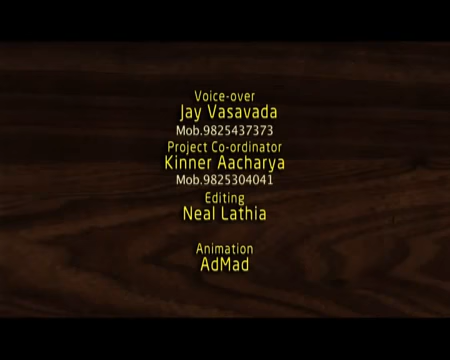 Voice-over
Jay Vasavada
Mob.9825437373
Project Co-ordinator
Kinner Aacharya
Mob.9825304041
Editing
Neal Lathia
Animation
AdMad